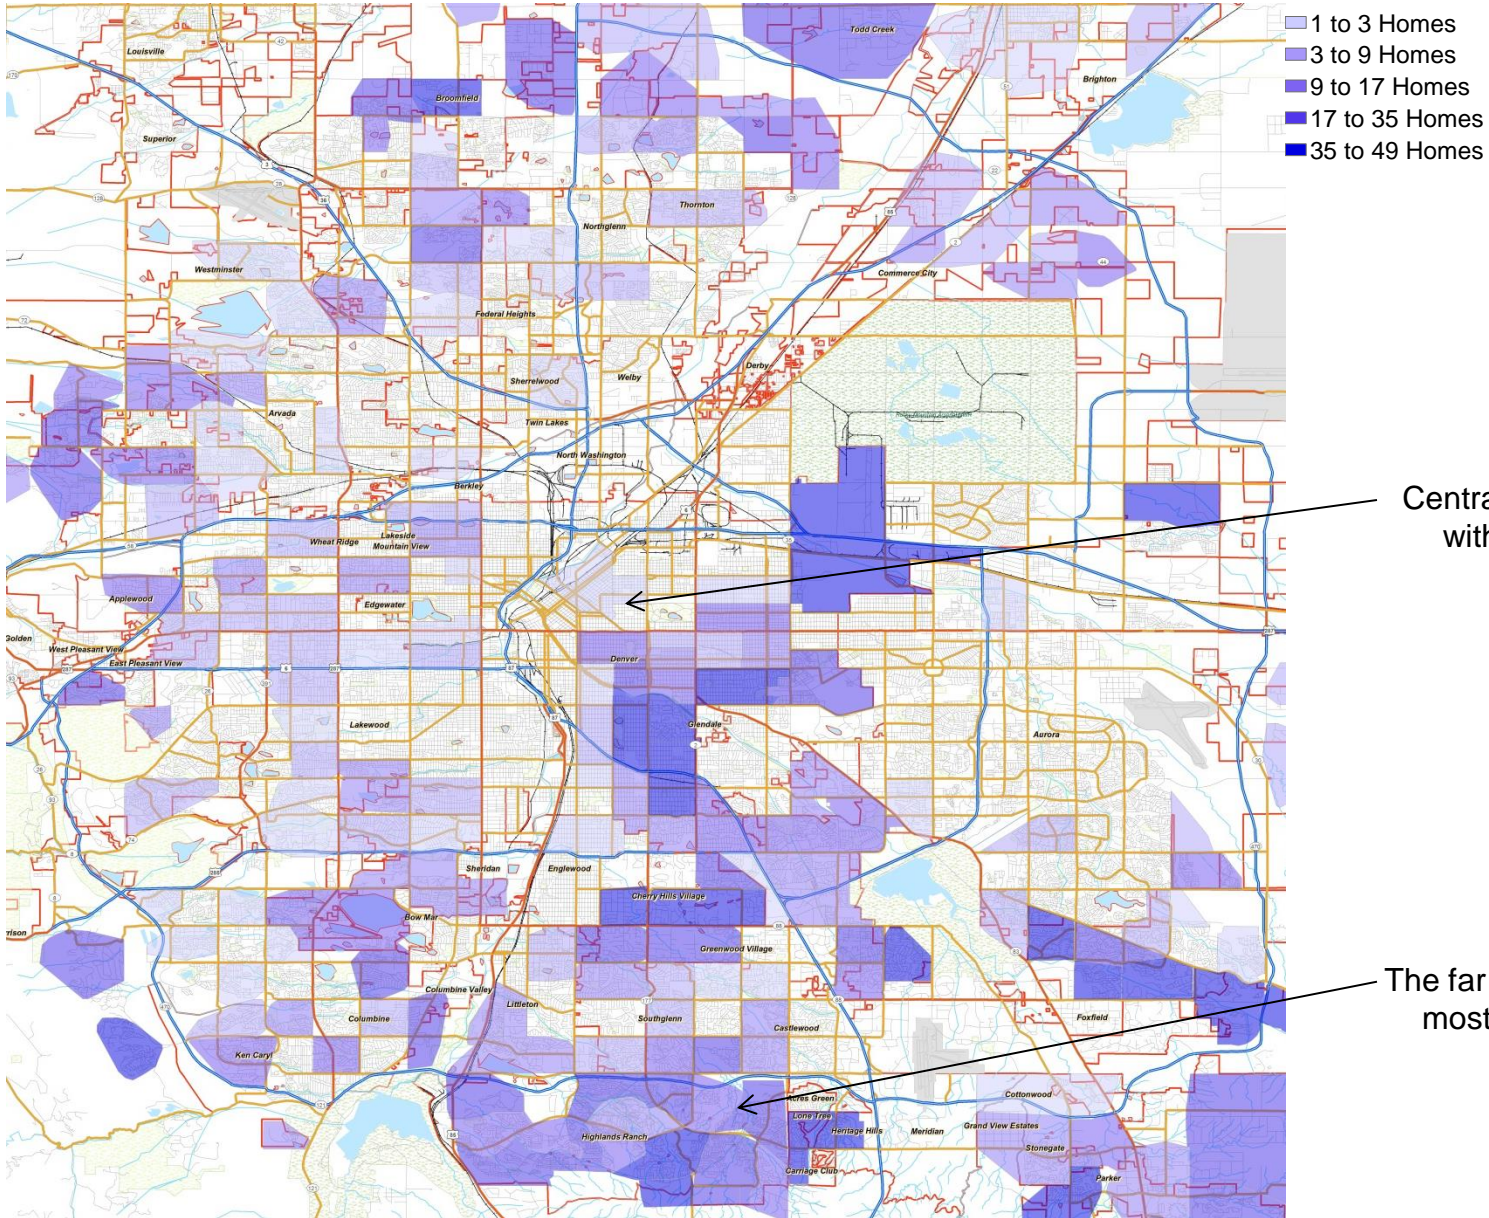 1 to 3 Homes
3 to 9 Homes
9 to 17 Homes
17 to 35 Homes
35 to 49 Homes
Todd Creek
Louisville
Brighton
Broomfield
Superior
Thornton
Northglenn
Westminster
Commerce City
Federal Heights
Derby
Sherrelwood
Welby
Arvada
Twin Lakes
North Washington
Berkley
Centra
with
Lakeside
Wheat Ridge
Mountain View
Applewood
Edgewater
Golden
West Pleasant View
East Pleasant View
Denver
Lakewood
Glendale
Aurora
Sheridan
Englewood
Cherry Hills Village
Bow Mar
rrison
Greenwood Village
The far
most
Columbine Valley
Littleton
Columbine
Southglenn
Castlewood
Foxfield
Ken Caryl
Acres Green
Cottonwood
Lone Tree
Heritage Hills
Meridian
Grand View Estates
Highlands Ranch
Stonegate
Carriage Club
Parker